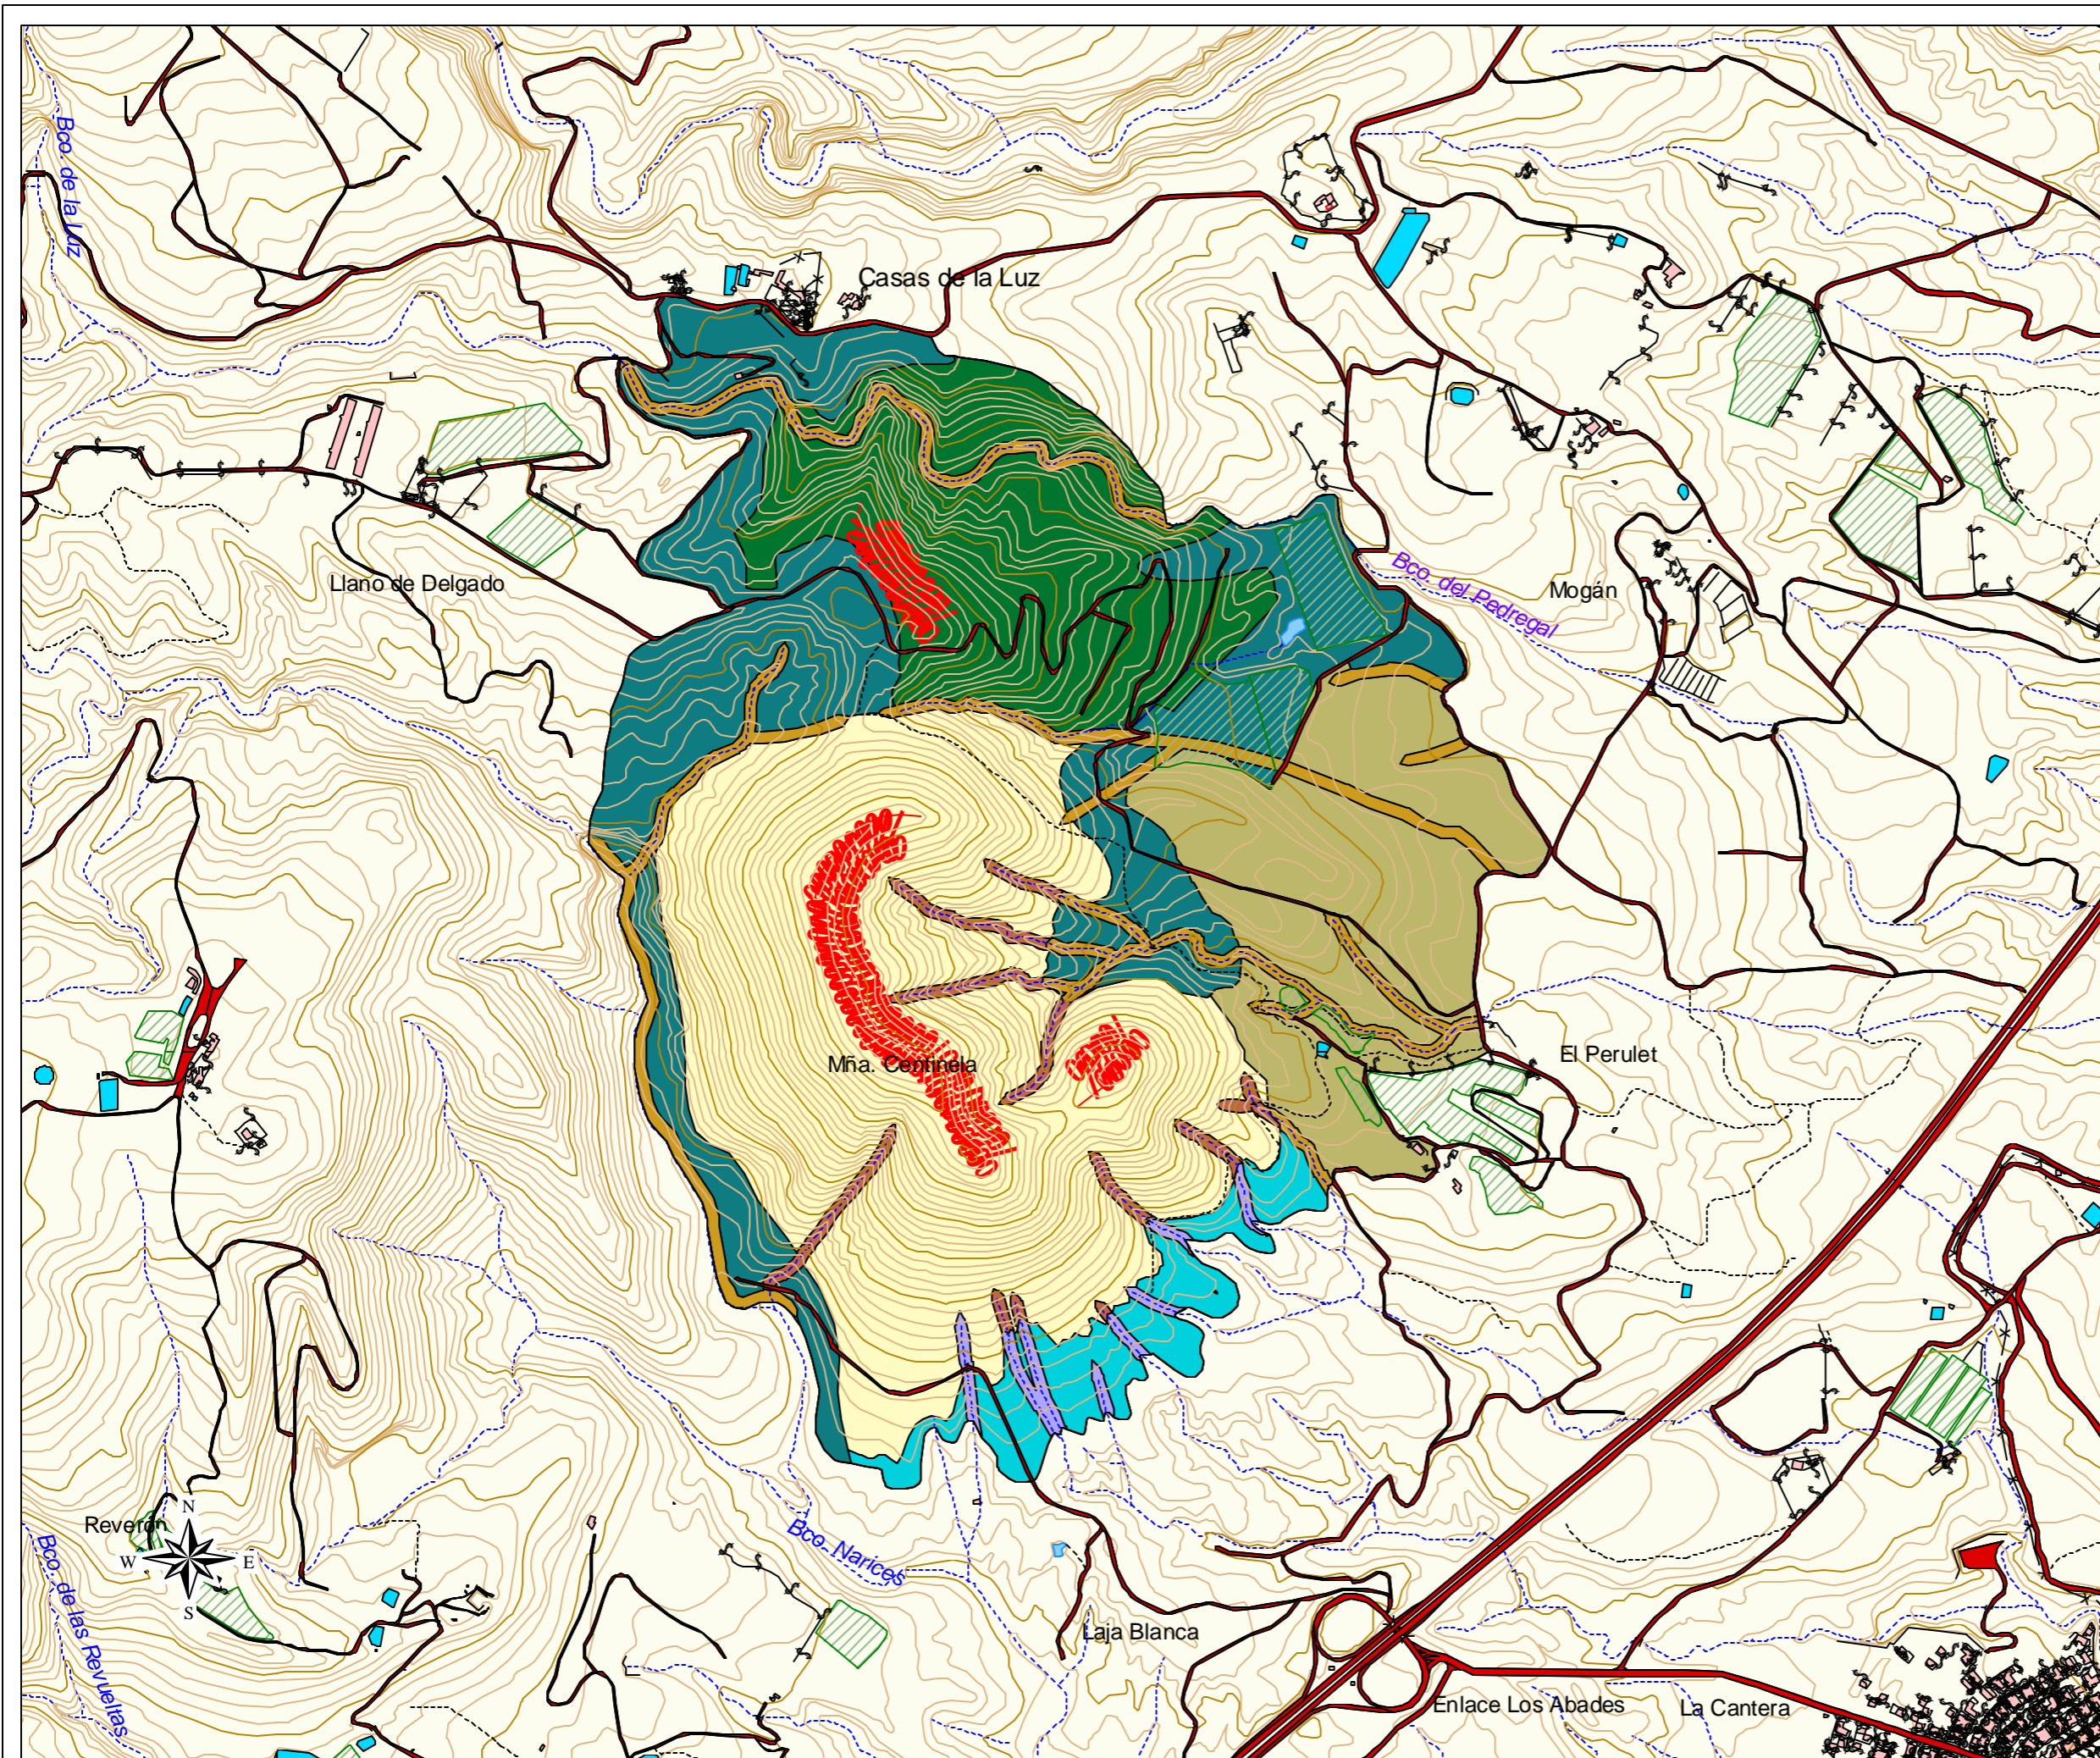 Bco. de la Luz
Casas de la Luz
Llano de Delgado
Bco. del Pedregal
Mogán
Mña. Centinela
El Perulet
Reverón
N
W
E
S
Bco. de las Revueltas
Bco. Narices
Laja Blanca
Enlace Los Abades
La Cantera